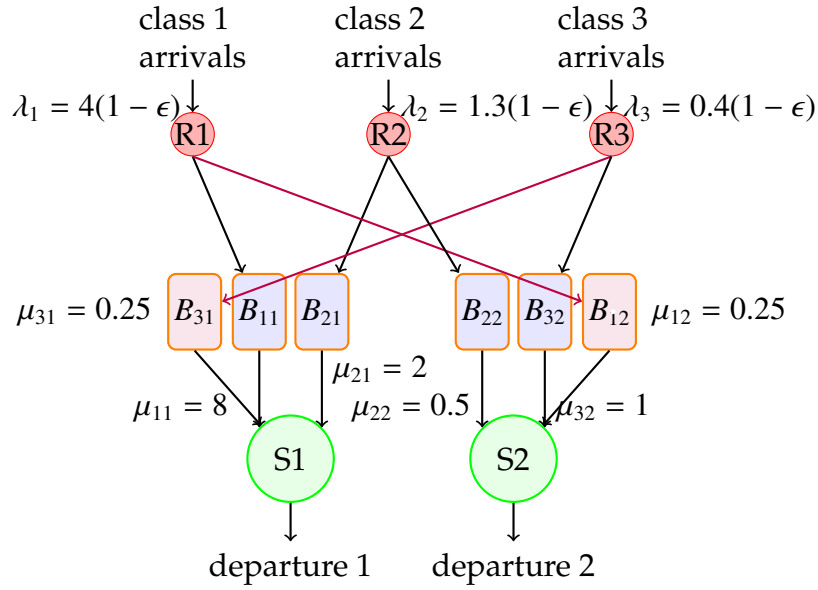 class 1 class 2 class 3
arrivals arrivals arrivals
λ₁ = 4(1 − ϵ) λ₂ = 1.3(1 − ϵ) λ₃ = 0.4(1 − ϵ)
R1 R2 R3
μ₃₁ = 0.25 B₃₁ B₁₁ B₂₁ B₂₂ B₃₂ B₁₂ μ₁₂ = 0.25
μ₂₁ = 2
μ₁₁ = 8 μ₂₂ = 0.5 μ₃₂ = 1
S1 S2
departure 1 departure 2